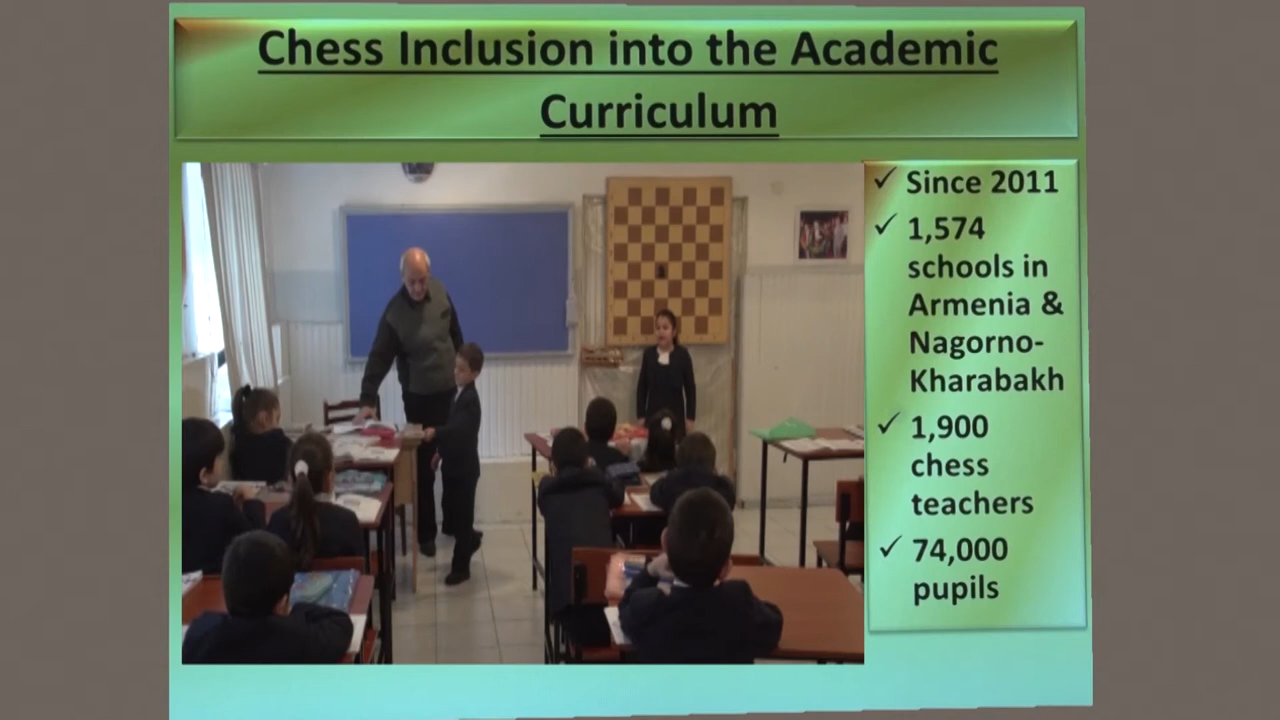 Chess Inclusion into the Academic
Curriculum
✓ Since 2011
✓ 1,574
schools in
Armenia &
Nagorno-
Kharabakh
✓ 1,900
chess
teachers
✓ 74,000
pupils